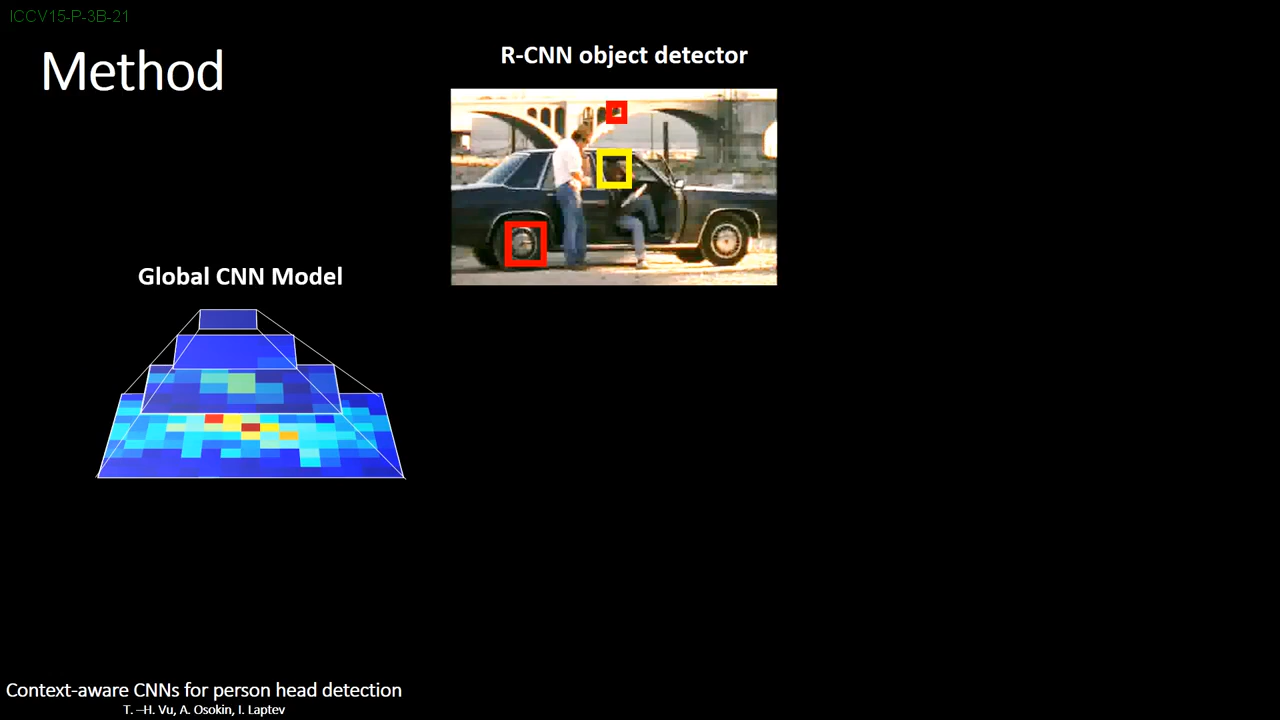 ICCV15-P-3B-21
Method
R-CNN object detector
Global CNN Model
Context-aware CNNs for person head detection
T. –H. Vu, A. Osokin, I. Laptev